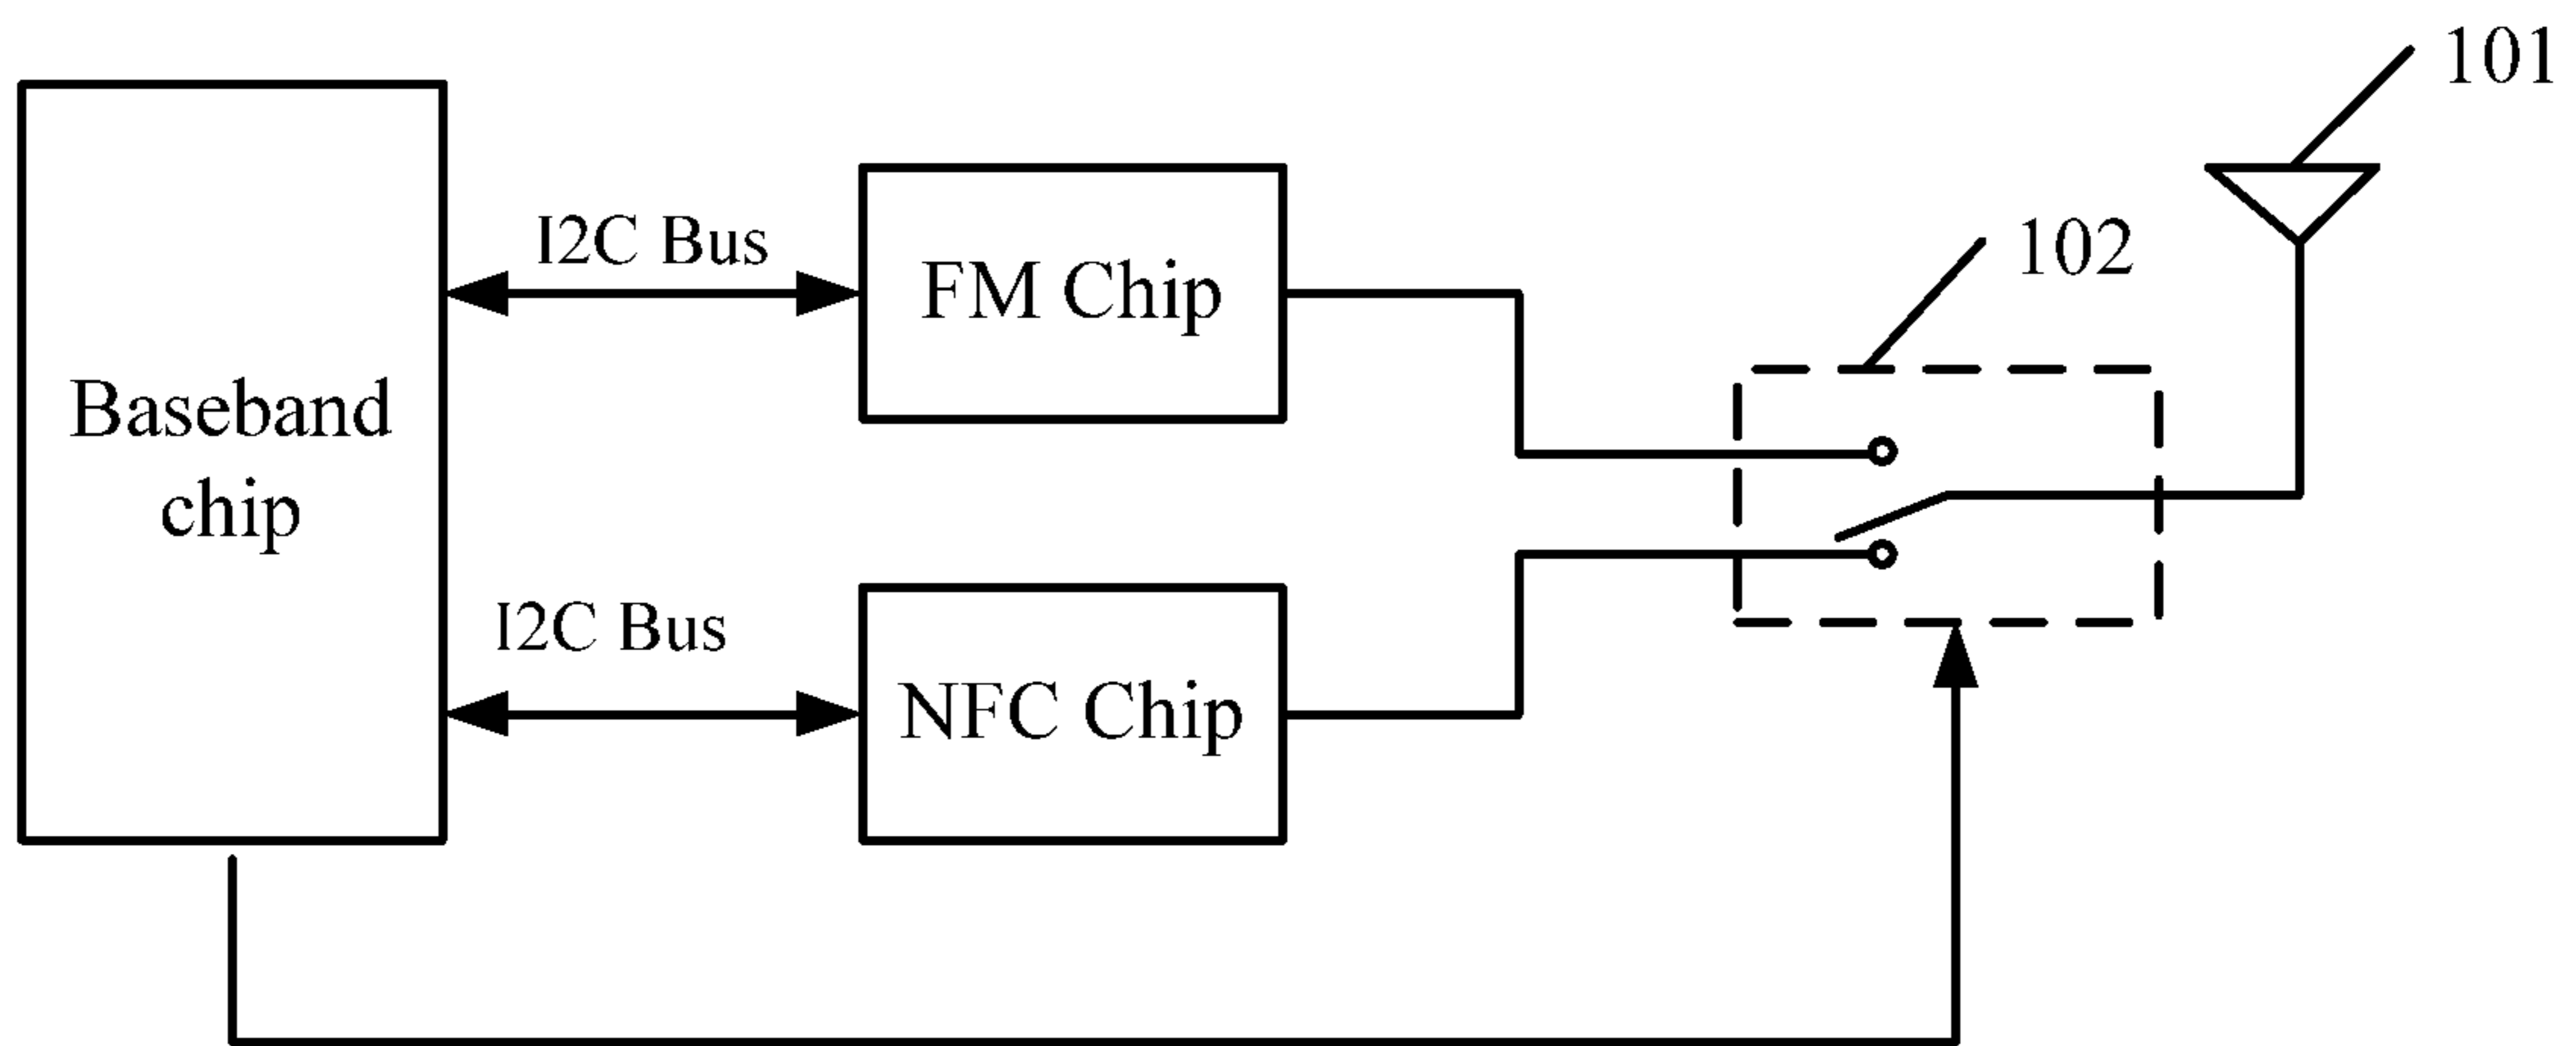 101
I2C Bus
102
FM Chip
Baseband
chip
I2C Bus
NFC Chip